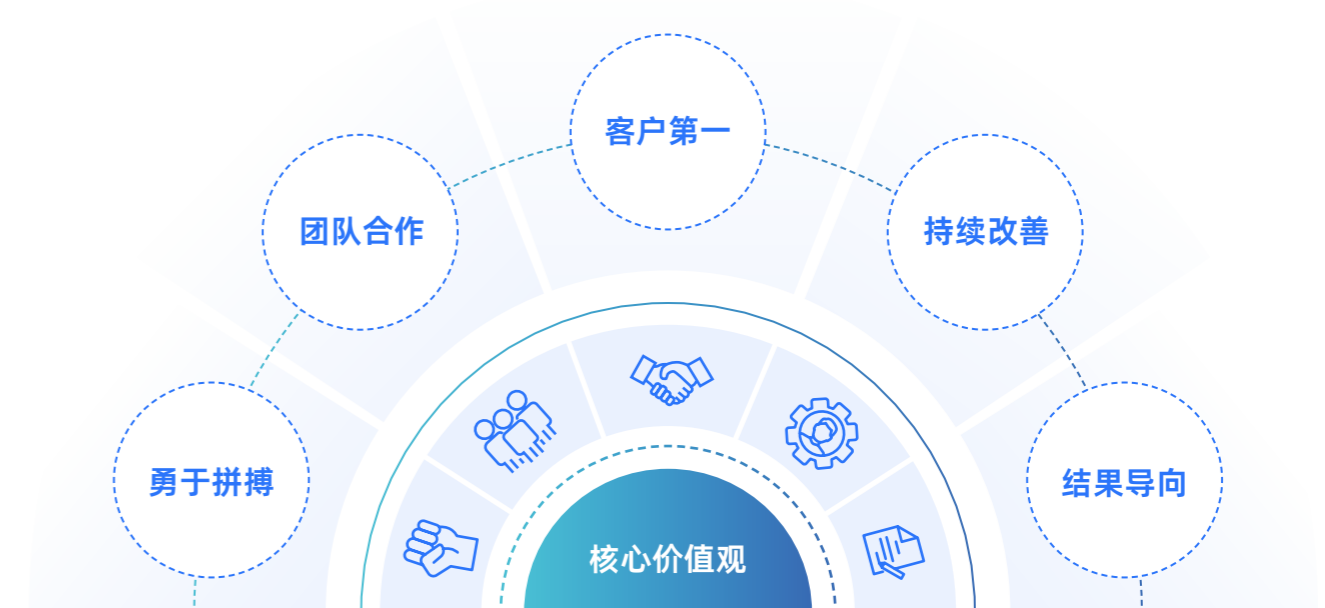 客户第一
团队合作
持续改善
勇于拼搏
结果导向
核心价值观